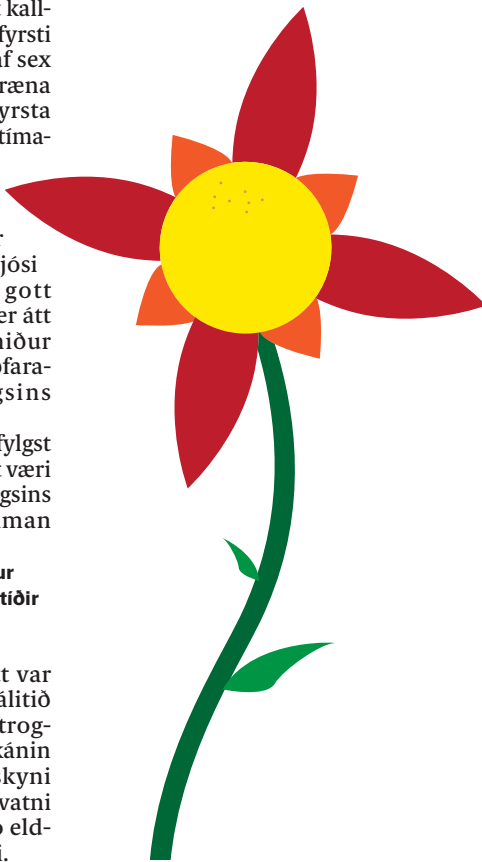 kall-
fyrsti
af sex
ræna
yrsta
tíma-
jósi
gott
er átt
niður
ofara-
gsins
fylgst
t væri
gsins
man
ur
tíðir
tt var
álitið
trog-
kánin
skyni
vatni
o eld-
i.